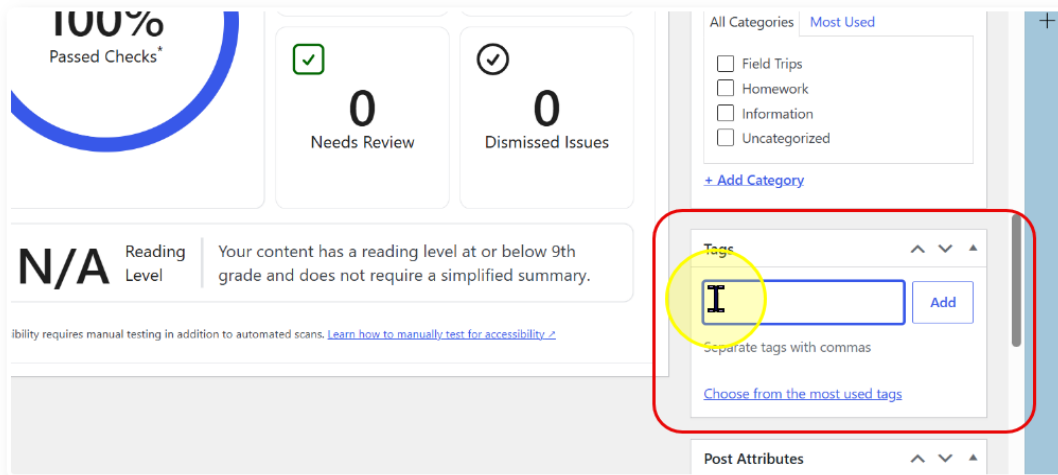 100%
Passed Checks*
0
Needs Review
0
Dismissed Issues
N/A
Reading
Level
Your content has a reading level at or below 9th
grade and does not require a simplified summary.
ibility requires manual testing in addition to automated scans. Learn how to manually test for accessibility ↗
All Categories
Most Used
Field Trips
Homework
Information
Uncategorized
+ Add Category
Tags
Add
Separate tags with commas
Choose from the most used tags
Post Attributes